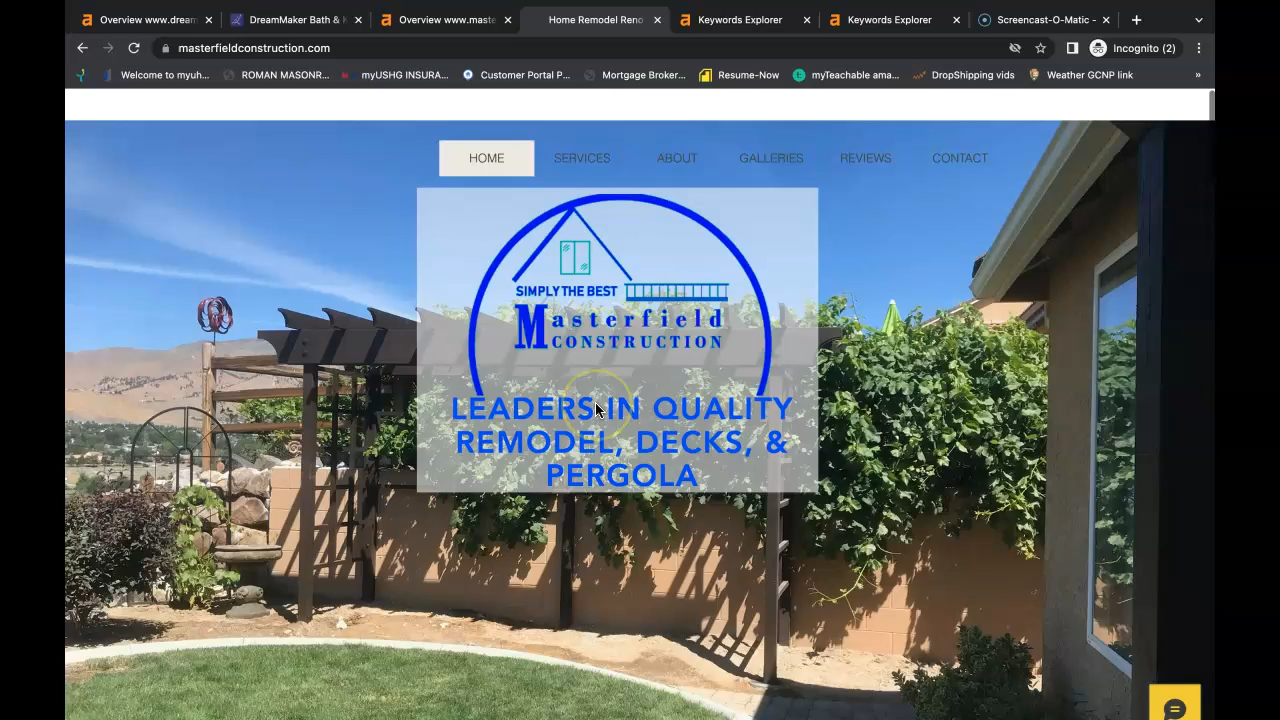 Overview www.dream
DreamMaker Bath & K
Overview www.maste
Home Remodel Reno
Keywords Explorer
Keywords Explorer
Screencast-O-Matic -
masterfieldconstruction.com
Incognito (2)
Welcome to myuh...
ROMAN MASONR...
myUSHG INSURA...
Customer Portal P...
Mortgage Broker...
Resume-Now
myTeachable ama...
DropShipping vids
Weather GCNP link
»
HOME
SERVICES
ABOUT
GALLERIES
REVIEWS
CONTACT
SIMPLY THE BEST
Masterfield
CONSTRUCTION
LEADERS IN QUALITY
REMODEL, DECKS, &
PERGOLA